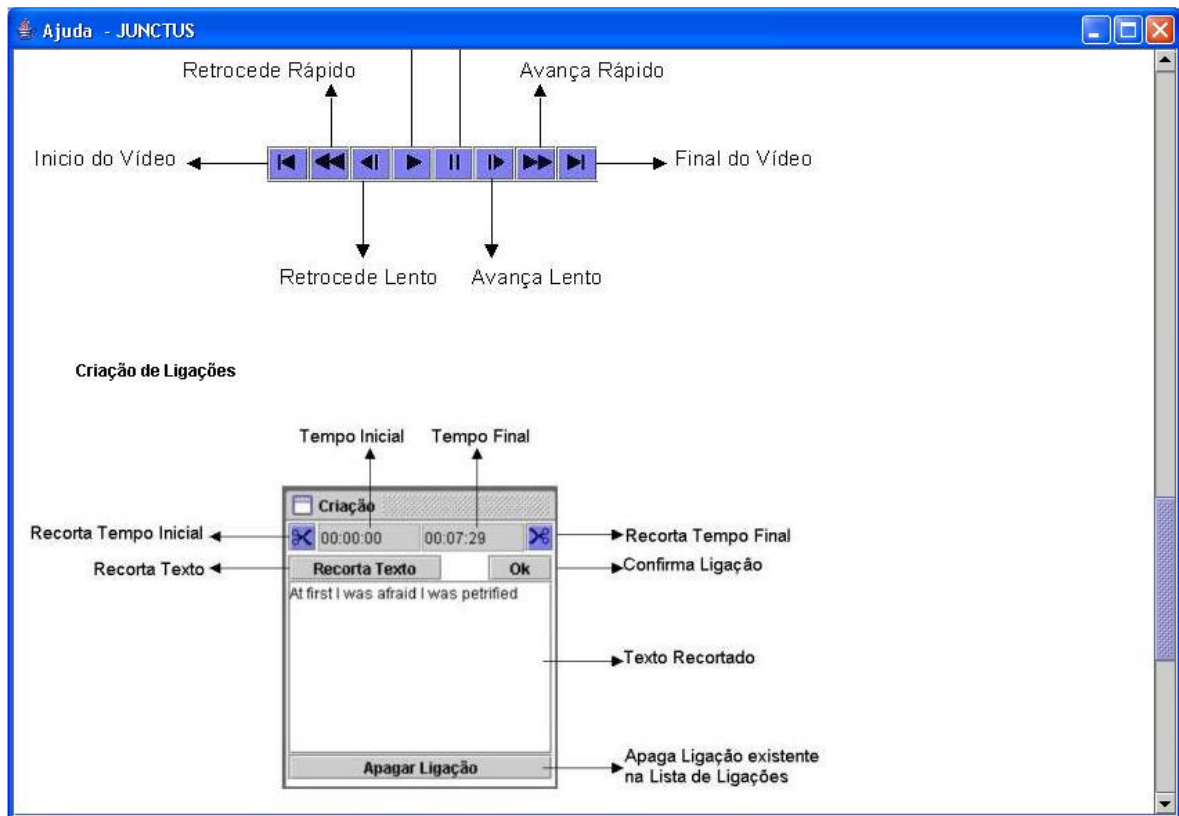 Ajuda - JUNCTUS
Retrocede Rápido
Avança Rápido
Inicio do Vídeo
Final do Vídeo
Retrocede Lento
Avança Lento
Criação de Ligações
Tempo Inicial
Tempo Final
Criação
Recorta Tempo Inicial
00:00:00
00:07:29
Recorta Tempo Final
Recorta Texto
Recorta Texto
Ok
Confirma Ligação
At first I was afraid I was petrified
Texto Recortado
Apagar Ligação
Apaga Ligação existente
na Lista de Ligações